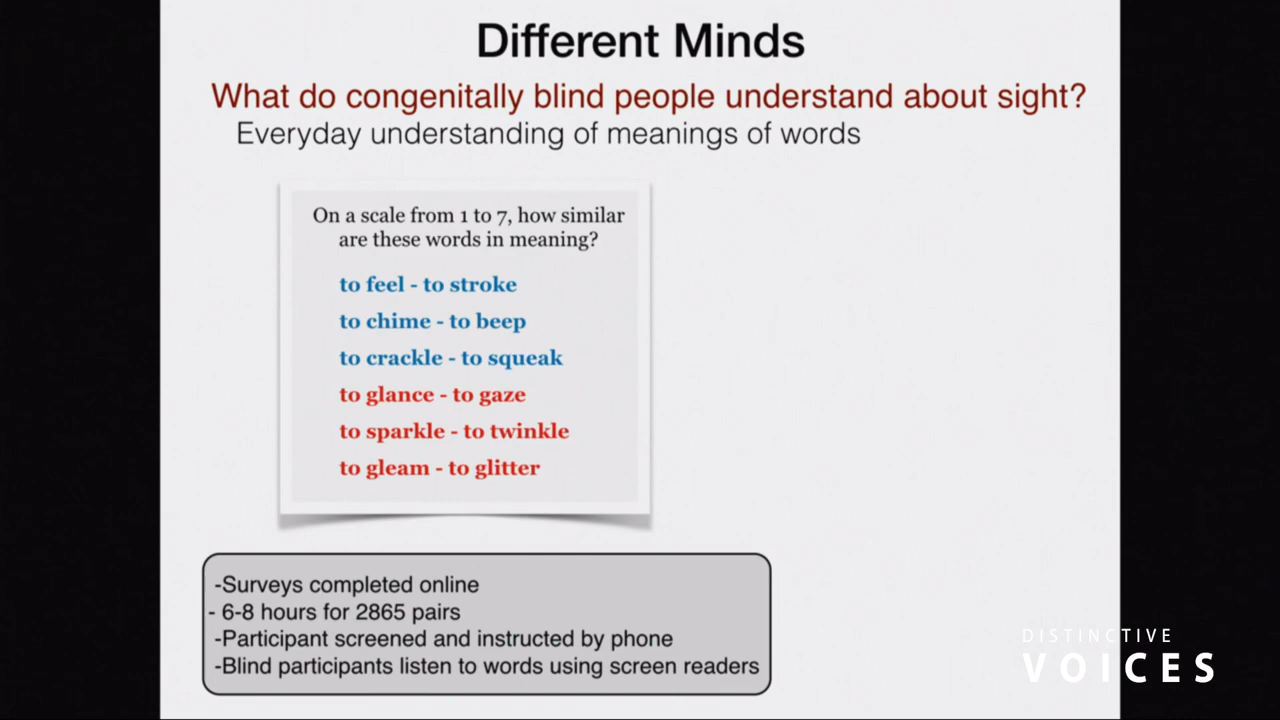 Different Minds
What do congenitally blind people understand about sight?
Everyday understanding of meanings of words
On a scale from 1 to 7, how similar
are these words in meaning?
to feel - to stroke
to chime - to beep
to crackle - to squeak
to glance - to gaze
to sparkle - to twinkle
to gleam - to glitter
-Surveys completed online
- 6-8 hours for 2865 pairs
-Participant screened and instructed by phone
-Blind participants listen to words using screen readers
DISTINCTIVE
VOICES